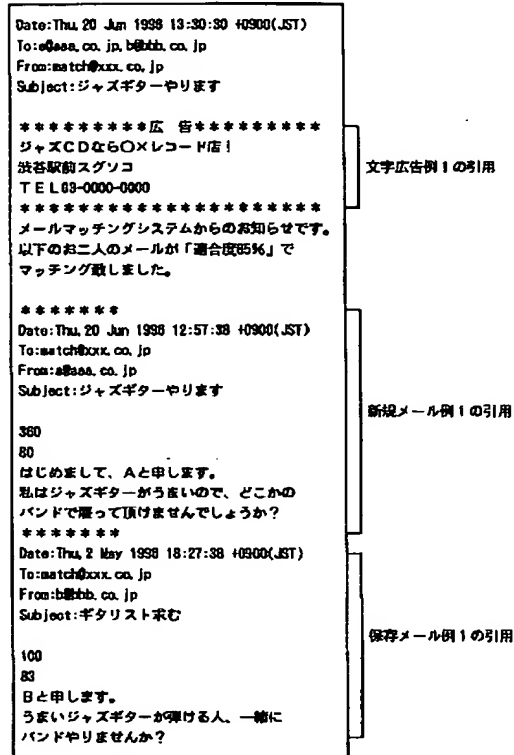 Date:Thu, 20 Jun 1996 13:30:30 +0900(JST)
To:a@aaa.co.jp,b@bbb.co.jp
From:match@xxx.co.jp
Subject:ジャズギターやります
*********広 告*********
ジャズCDなら○×レコード店!
渋谷駅前スグソコ
TEL03-0000-0000
*********************
文字広告例1の引用
メールマッチングシステムからのお知らせです。
以下のお二人のメールが「適合度85%」で
マッチング致しました。
*******
Date:Thu, 20 Jun 1996 12:57:38 +0900(JST)
To:match@xxx.co.jp
From:a@aaa.co.jp
Subject:ジャズギターやります
新規メール例1の引用
360
80
はじめまして、Aと申します。
私はジャズギターがうまいので、どこかの
バンドで雇って頂けませんでしょうか?
*******
Date:Thu, 2 May 1996 18:27:38 +0900(JST)
To:match@xxx.co.jp
From:b@bbb.co.jp
Subject:ギタリスト求む
保存メール例1の引用
100
83
Bと申します。
うまいジャズギターが弾ける人、一緒に
バンドやりませんか?